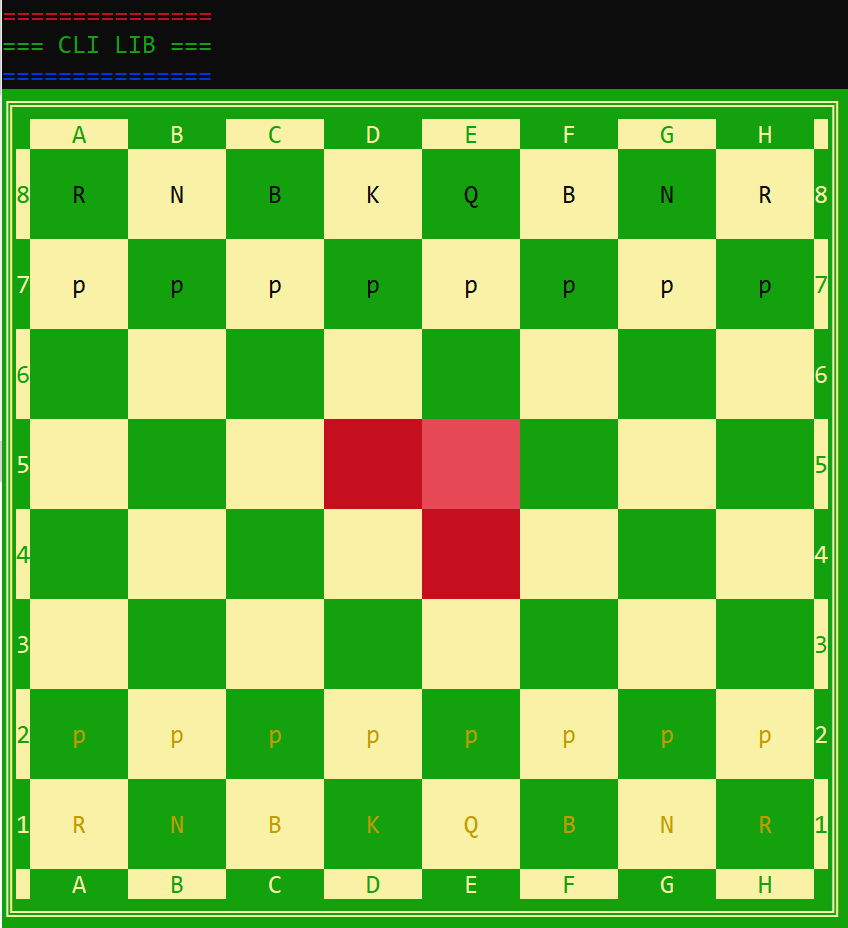 ===============
=== CLI LIB ===
===============
A B C D E F G H
8 R N B K Q B N R 8
7 p p p p p p p p 7
6 6
5 5
4 4
3 3
2 p p p p p p p p 2
1 R N B K Q B N R 1
A B C D E F G H